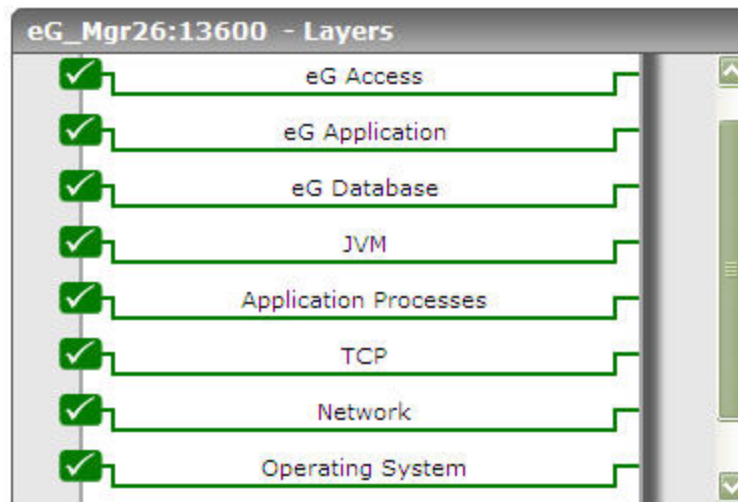 eG_Mgr26:13600 - Layers
eG Access
eG Application
eG Database
JVM
Application Processes
TCP
Network
Operating System